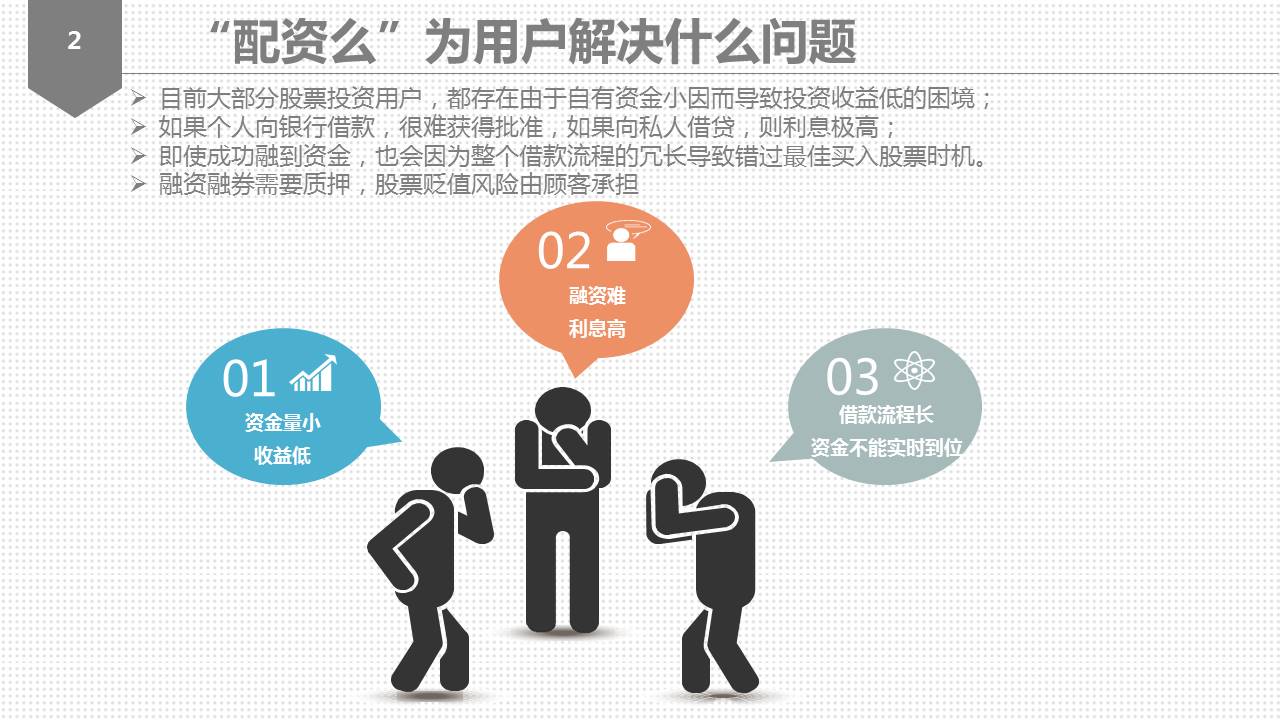 2
“配资么”为用户解决什么问题
➢ 目前大部分股票投资用户，都存在由于自有资金小因而导致投资收益低的困境；
➢ 如果个人向银行借款，很难获得批准，如果向私人借贷，则利息极高；
➢ 即使成功融到资金，也会因为整个借款流程的冗长导致错过最佳买入股票时机。
➢ 融资融券需要质押，股票贬值风险由顾客承担
02
融资难
利息高
01
资金量小
收益低
03
借款流程长
资金不能实时到位